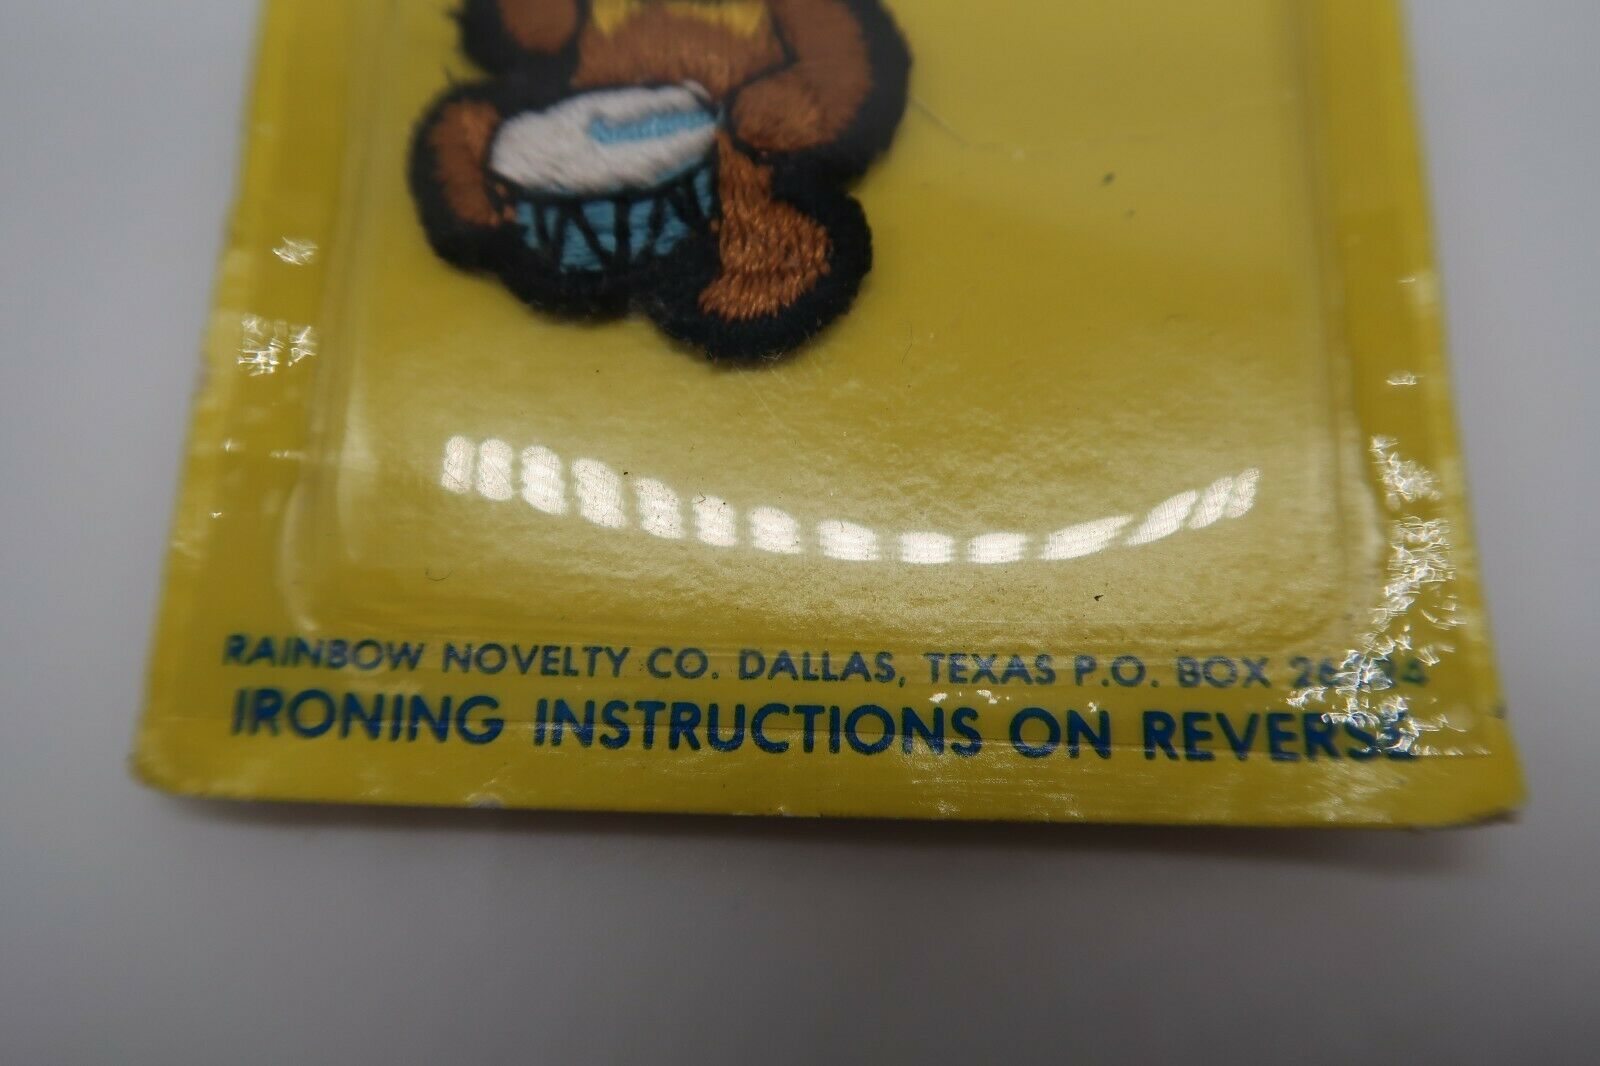 RAINBOW NOVELTY CO. DALLAS, TEXAS P.O. BOX
IRONING INSTRUCTIONS ON REVERSE